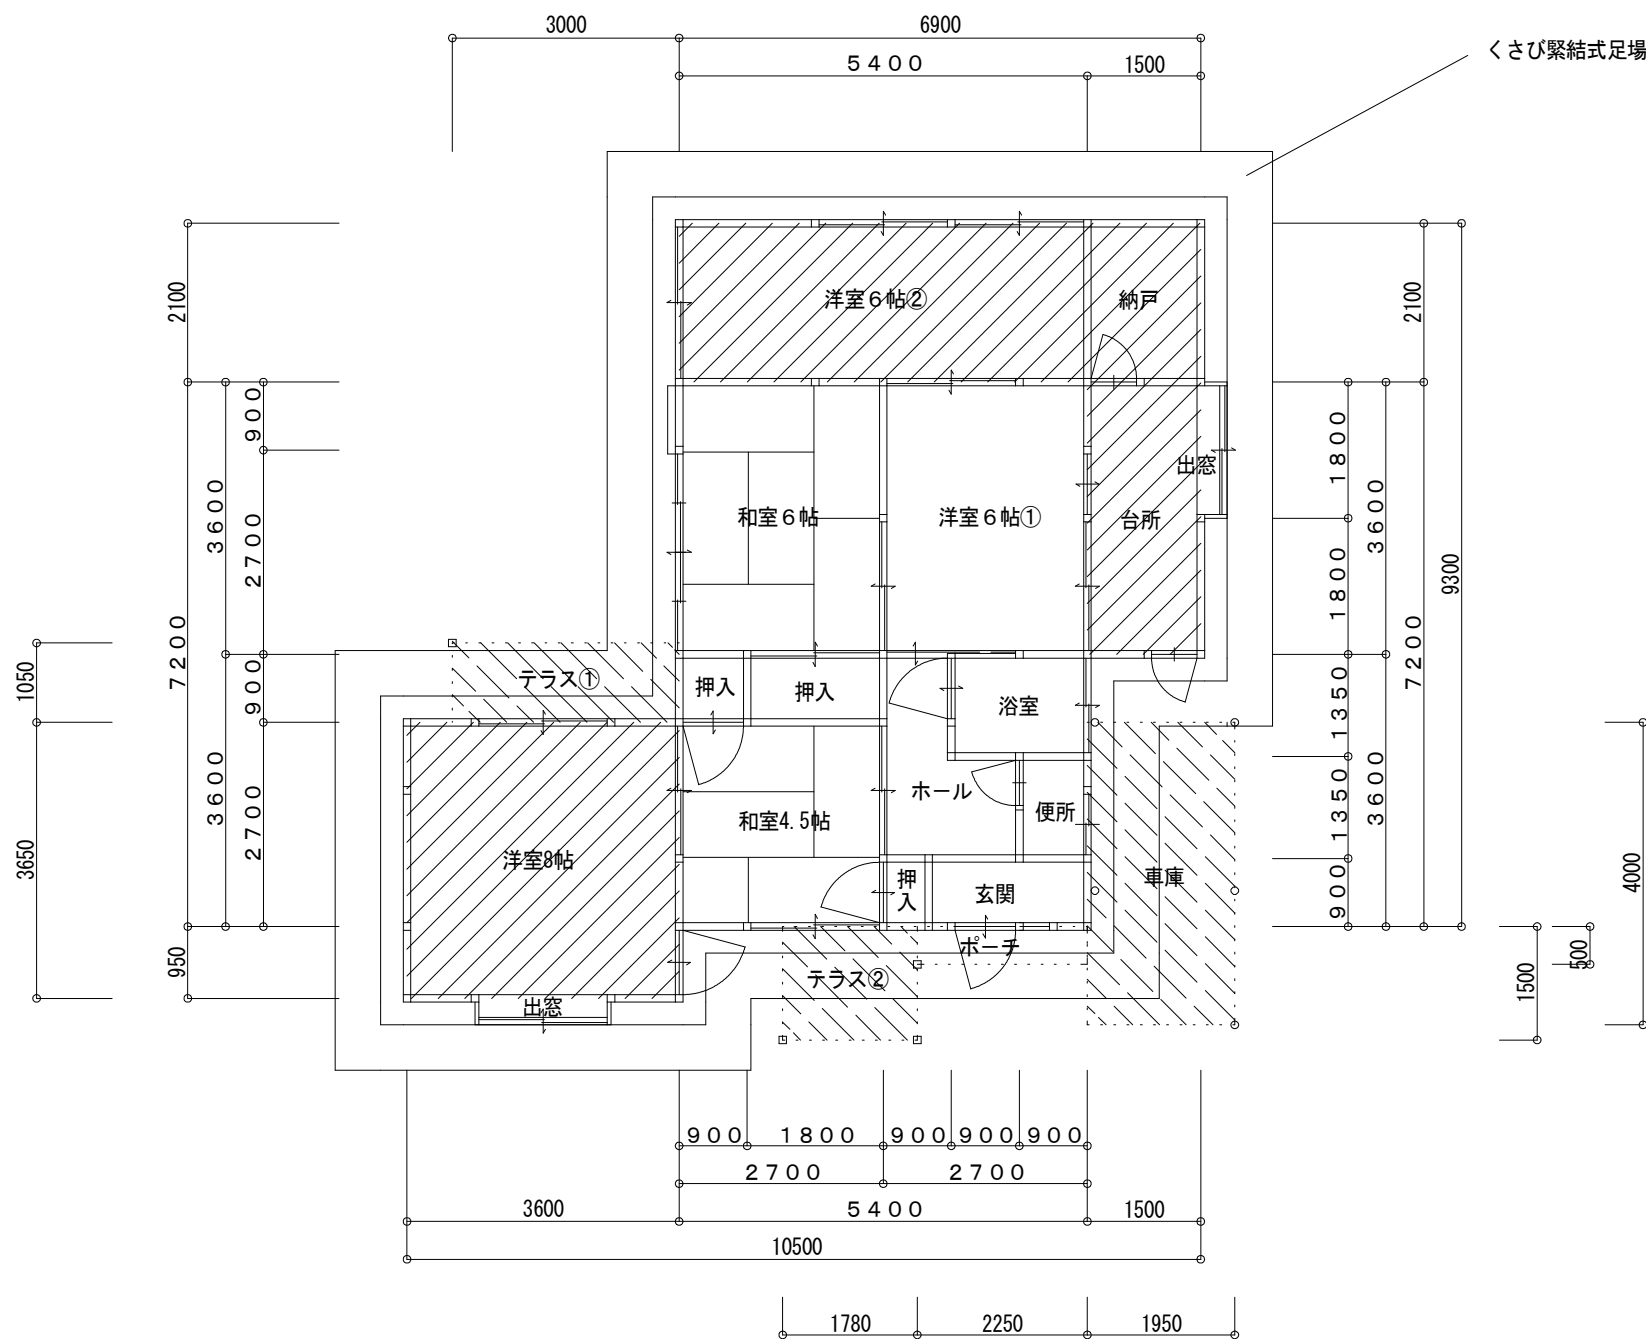 3000
6900
くさび緊結式足場
５４００
1500
2100
洋室６帖②
納戸
2100
９００
３６００
２７００
７２００
９００
和室６帖
洋室６帖①
出窓
台所
１８００
１８００
３６００
9300
７２００
1050
テラス①
押入
押入
浴室
１３５０
３６００
２７００
3650
洋室8帖
和室4.5帖
ホール
便所
押入
玄関
車庫
１３５０
３６００
９００
4000
950
出窓
テラス②
ポーチ
1500
500
９００
１８００
９００
９００
９００
２７００
２７００
3600
５４００
1500
10500
1780
2250
1950